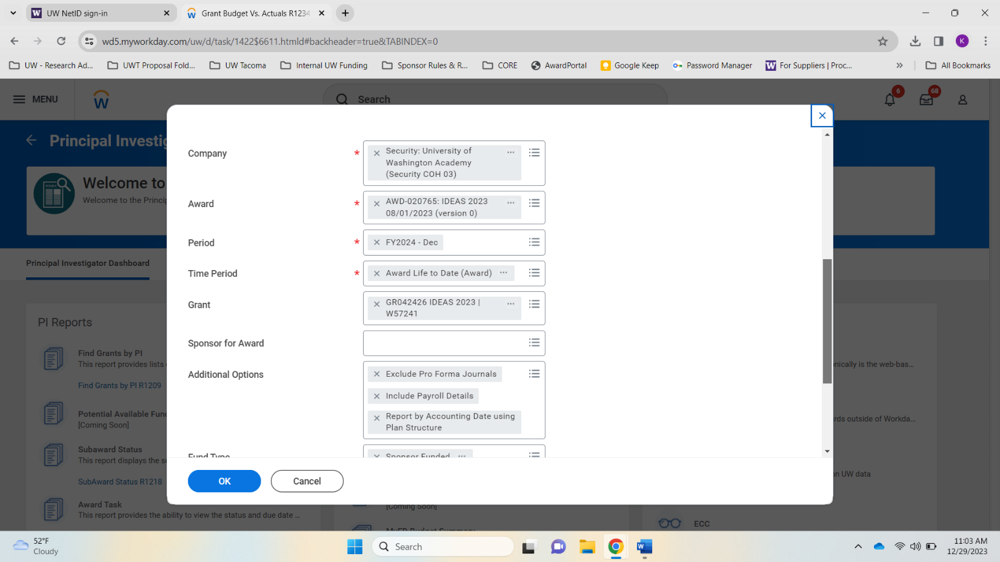 UW NetID sign-in
Grant Budget Vs. Actuals R1234
wd5.myworkday.com/uw/d/task/1422$6611.htmld#backheader=true&TABINDEX=0
K
UW - Research Ad...
UWT Proposal Fold...
UW Tacoma
Internal UW Funding
Sponsor Rules & R...
CORE
AwardPortal
Google Keep
Password Manager
For Suppliers | Proc...
All Bookmarks
MENU
Search
6
68
Principal Investig
Welcome to
Welcome to the Princip
Principal Investigator Dashboard
PI Reports
Find Grants by PI
This report provides lists
Find Grants by PI R1209
Potential Available Fun
[Coming Soon]
Subaward Status
This report displays the su
SubAward Status R1218
Award Task
This report provides the ability to view the status and due date ...
Company
*
Security: University of
Washington Academy
(Security COH 03)
Award
*
AWD-020765: IDEAS 2023
08/01/2023 (version 0)
Period
*
FY2024 - Dec
Time Period
*
Award Life to Date (Award)
Grant
GR042426 IDEAS 2023 |
W57241
Sponsor for Award
Additional Options
Exclude Pro Forma Journals
Include Payroll Details
Report by Accounting Date using
Plan Structure
Fund Type
Sponsor Funded
OK
Cancel
onically is the web-bas...
rds outside of Workda...
on UW data
[Coming Soon]
MyFD Budget Summary
ECC
52°F
Cloudy
Search
11:03 AM
12/29/2023